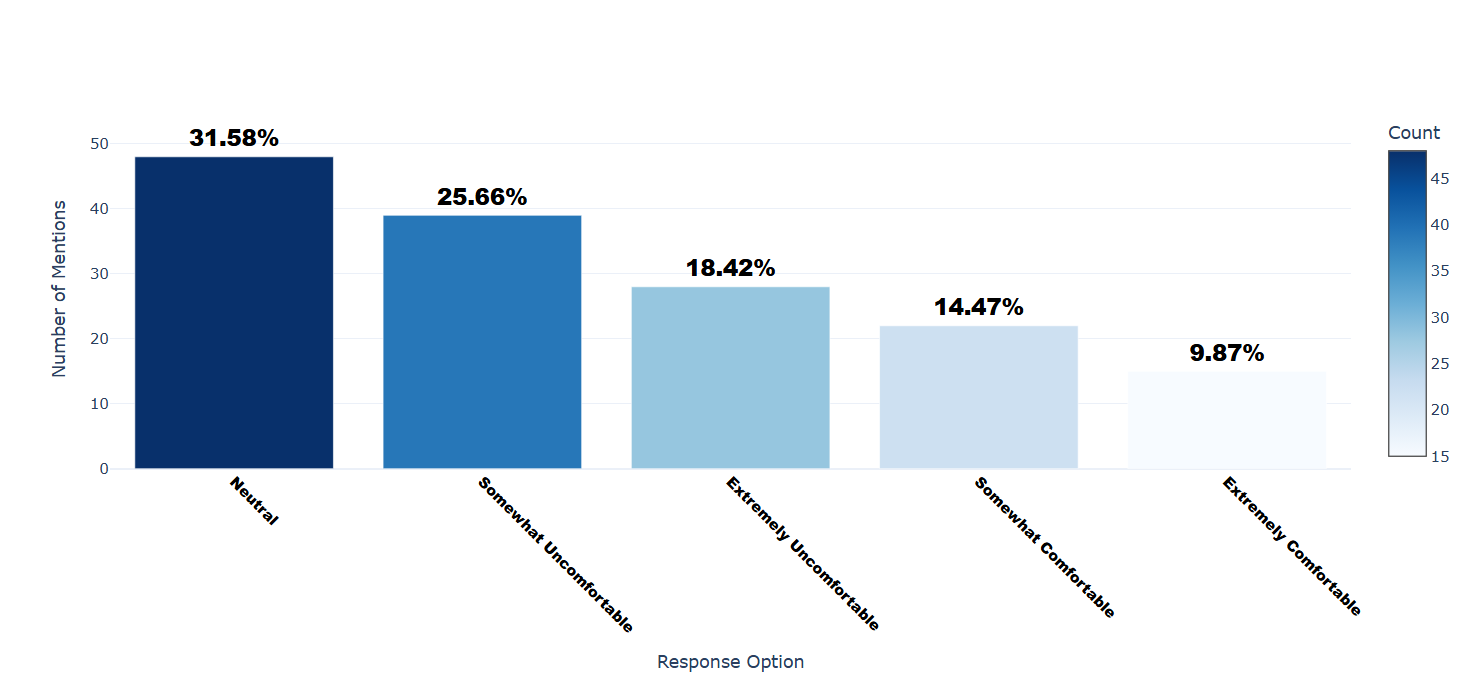 31.58%
25.66%
18.42%
14.47%
9.87%
Number of Mentions
50
40
30
20
10
0
Neutral
Somewhat Uncomfortable
Extremely Uncomfortable
Somewhat Comfortable
Extremely Comfortable
Response Option
Count
45
40
35
30
25
20
15